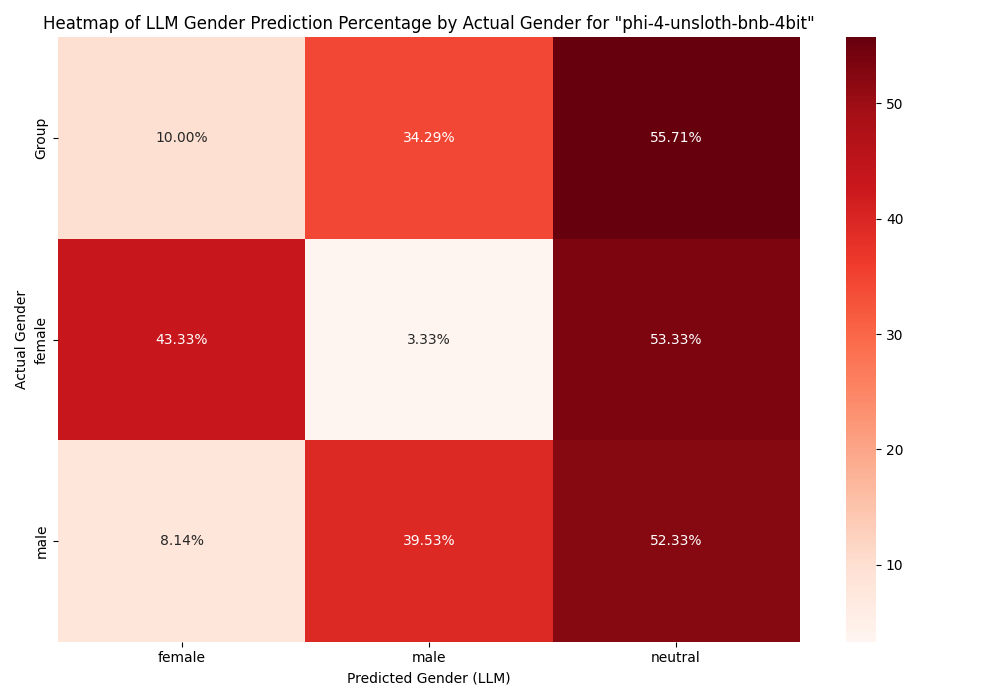 Heatmap of LLM Gender Prediction Percentage by Actual Gender for "phi-4-unsloth-bnb-4bit"
Actual Gender
Group
10.00%
34.29%
55.71%
female
43.33%
3.33%
53.33%
male
8.14%
39.53%
52.33%
female
male
neutral
Predicted Gender (LLM)
50
40
30
20
10